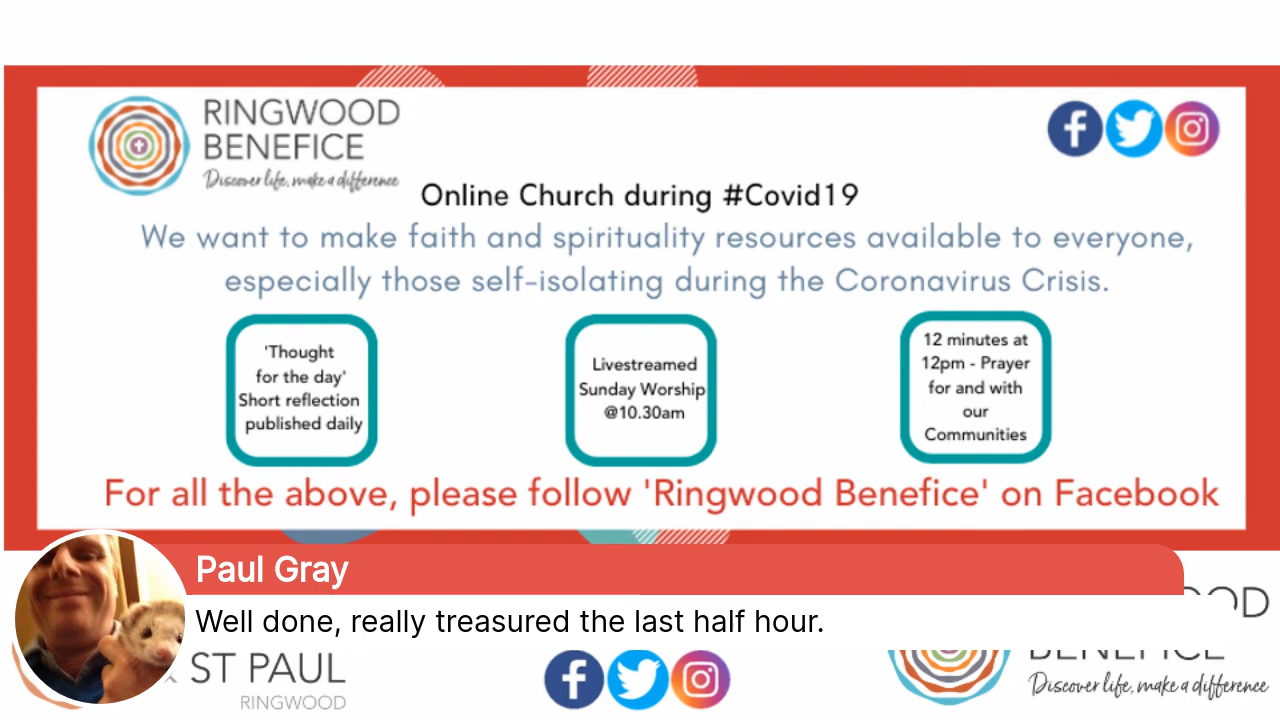 RINGWOOD
BENEFICE
Discover life, make a difference
Online Church during #Covid19
We want to make faith and spirituality resources available to everyone,
especially those self-isolating during the Coronavirus Crisis.
'Thought
for the day'
Short reflection
published daily
Livestreamed
Sunday Worship
@10.30am
12 minutes at
12pm - Prayer
for and with
our
Communities
For all the above, please follow 'Ringwood Benefice' on Facebook
Paul Gray
Well done, really treasured the last half hour.
& ST PAUL
RINGWOOD
OD
BENEFICE
Discover life, make a difference